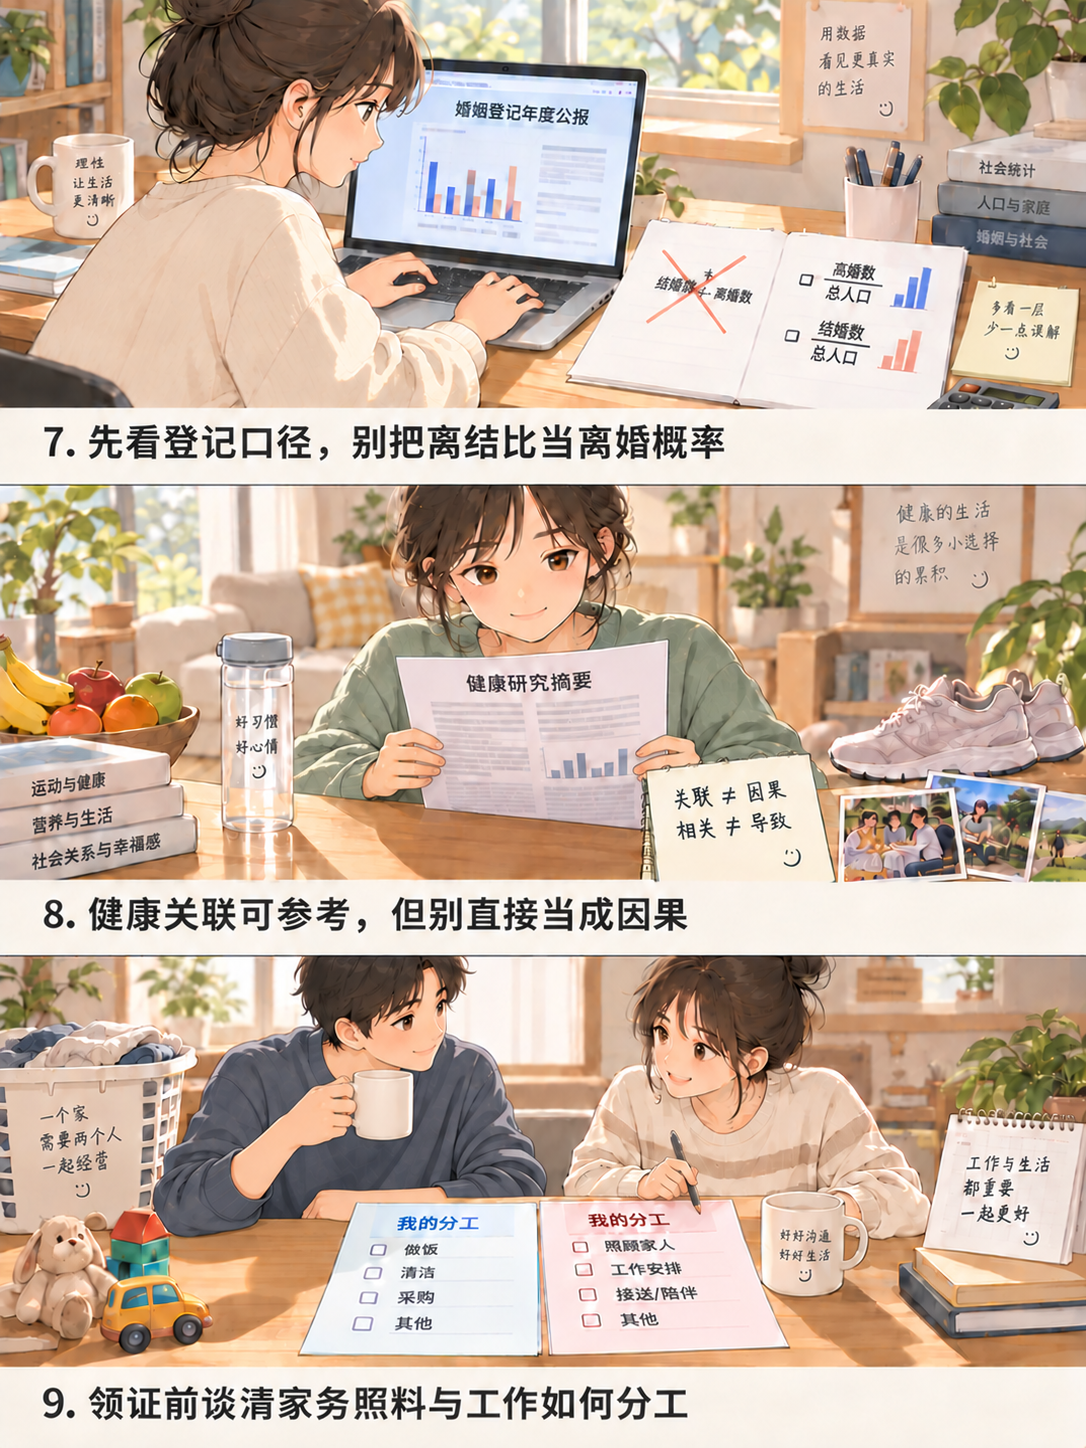 理性
让生活
更清晰
婚姻登记年度公报
用数据
看见更真实
的生活
社会统计
人口与家庭
婚姻与社会
离婚数
高婚数
总人口
结婚数
总人口
多看一层
少一点误解
7. 先看登记口径，别把离结比当离婚概率
健康的生活
是很多小选择
的累积
健康研究摘要
好习惯
好心情
运动与健康
营养与生活
社会关系与幸福感
关联 ≠ 因果
相关 ≠ 导致
8. 健康关联可参考，但别直接当成因果
一个家
需要两个人
一起经营
我的分工
做饭
清洁
采购
其他
我的分工
照顾家人
工作安排
接送/陪伴
其他
好好沟通
好好生活
工作与生活
都重要
一起更好
9. 领证前谈清家务照料与工作如何分工